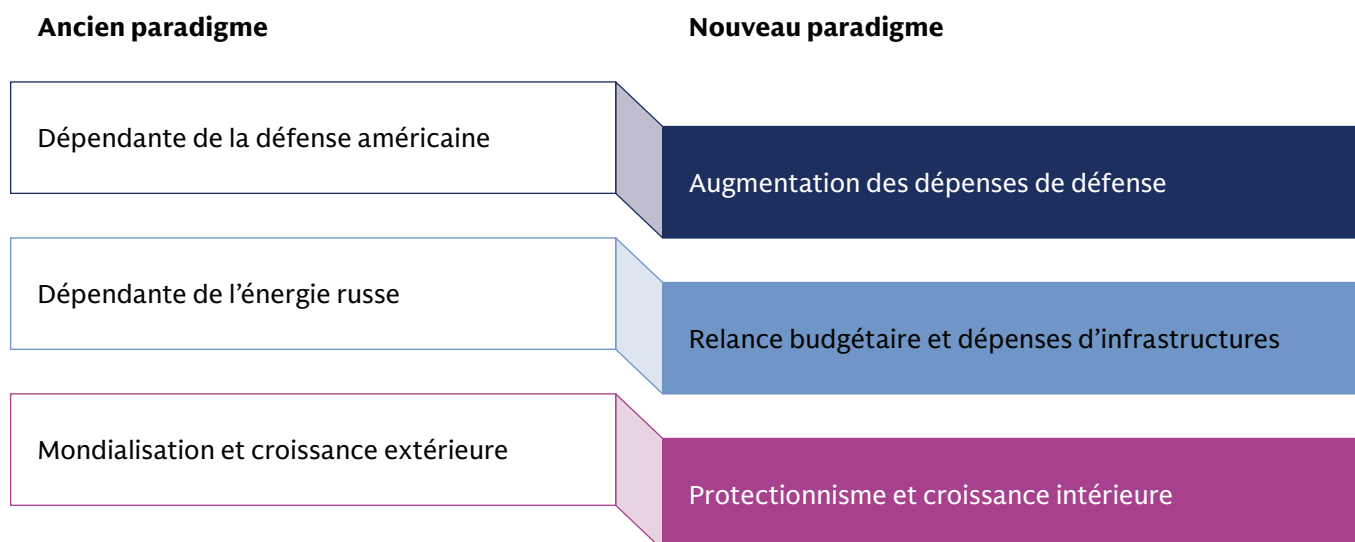 Ancien paradigme
Nouveau paradigme
Dépendante de la défense américaine
Augmentation des dépenses de défense
Dépendante de l’énergie russe
Relance budgétaire et dépenses d’infrastructures
Mondialisation et croissance extérieure
Protectionnisme et croissance intérieure